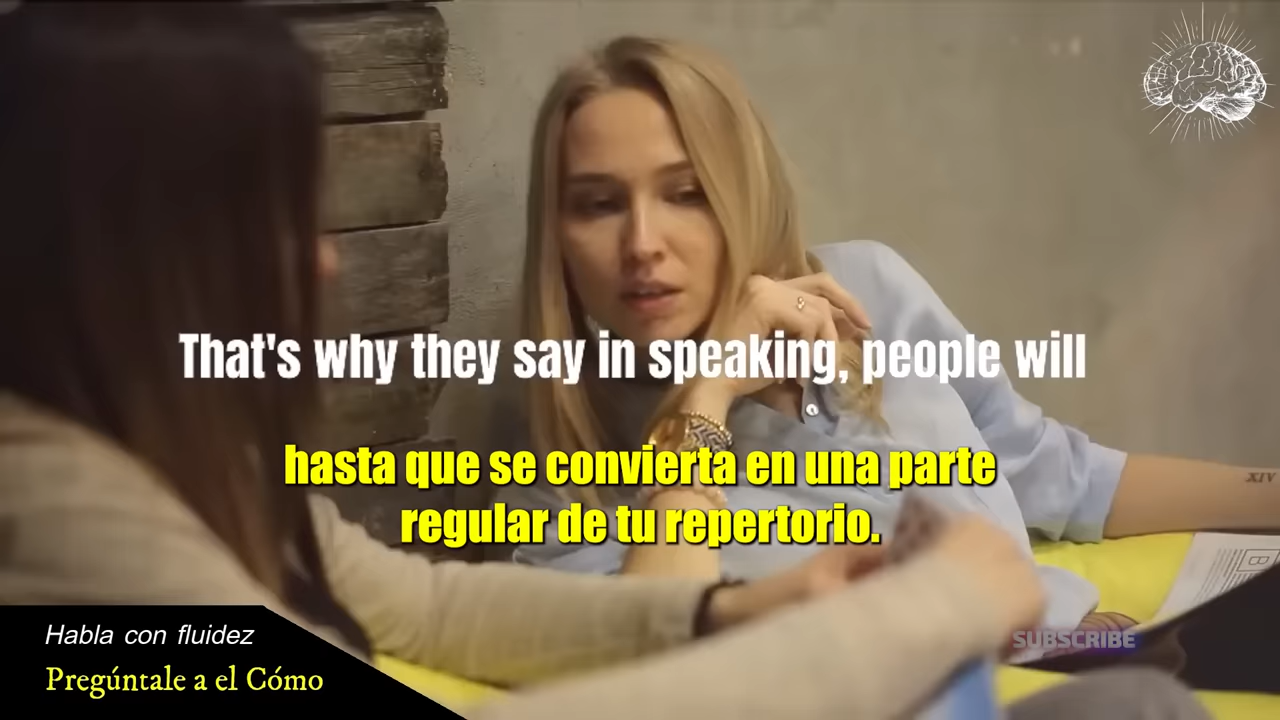 That's why they say in speaking, people will
hasta que se convierta en una parte
regular de tu repertorio.
XIV
B
SUBSCRIBE
Habla con fluidez
Pregúntale a el Cómo